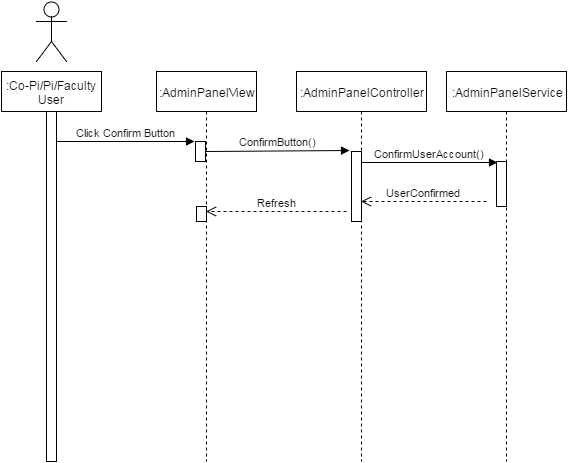 :Co-Pi/Pi/Faculty
User
:AdminPanelView
:AdminPanelController
:AdminPanelService
Click Confirm Button
ConfirmButton()
ConfirmUserAccount()
UserConfirmed
Refresh